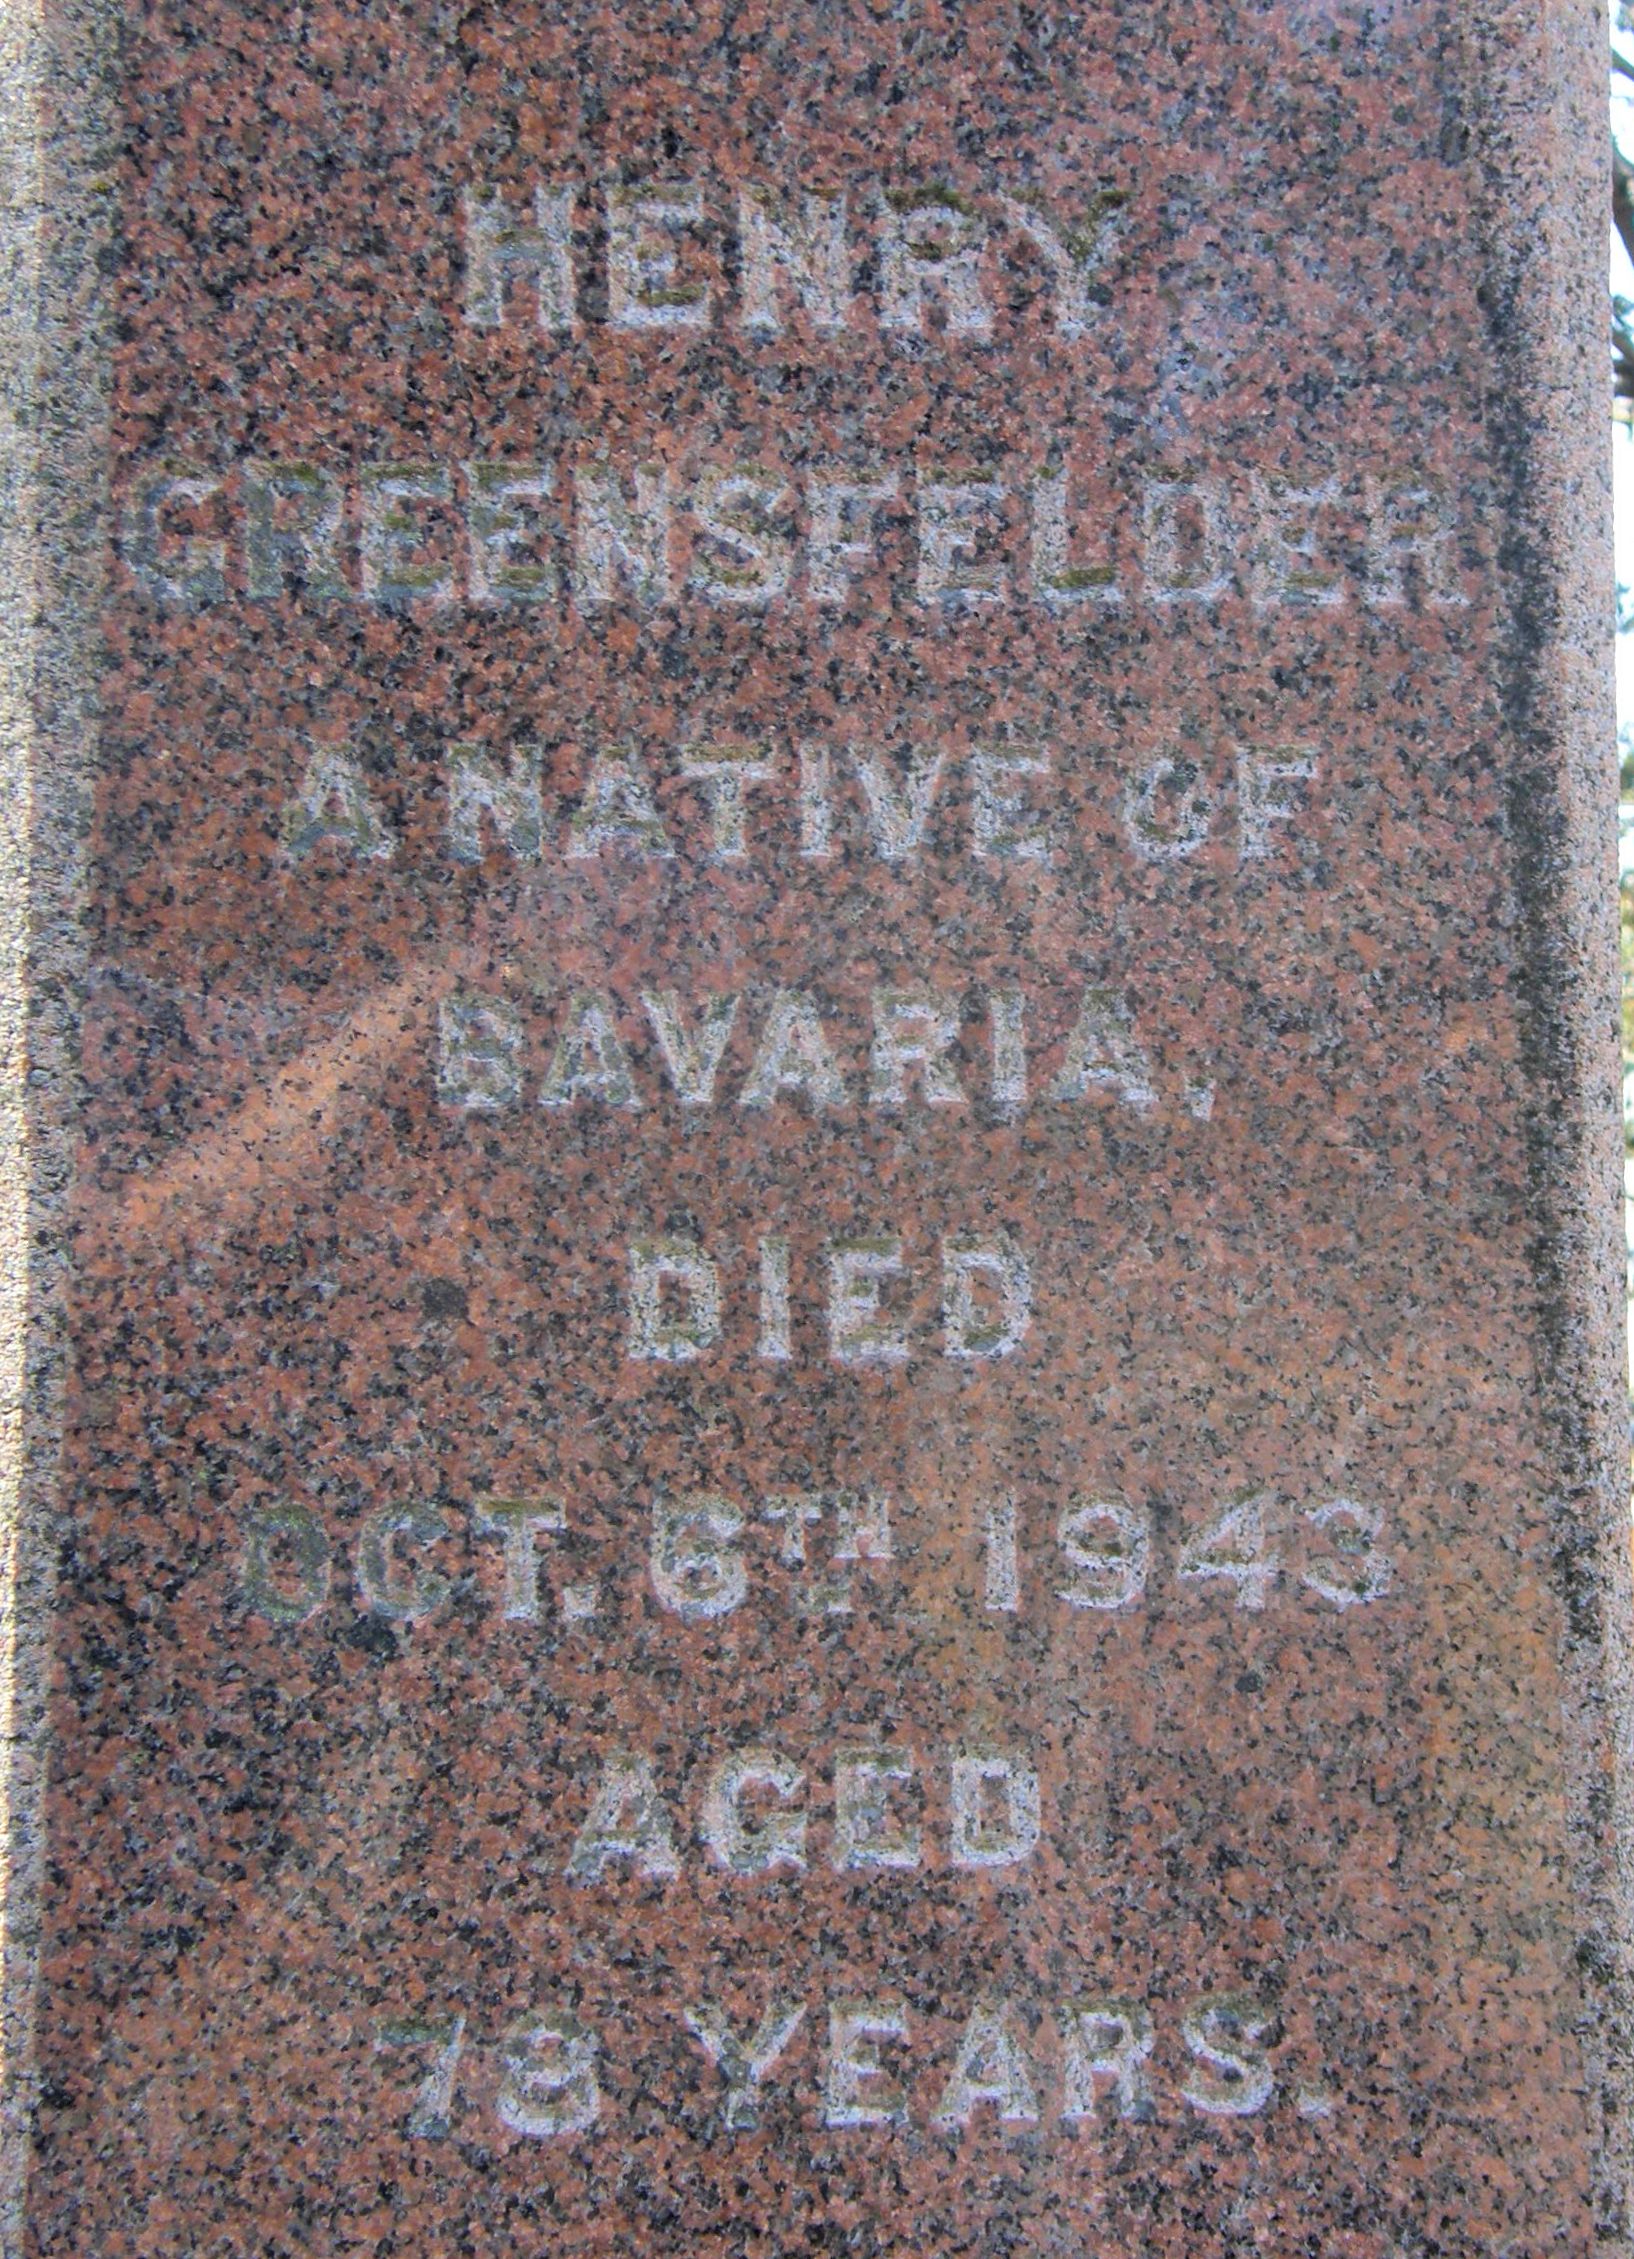 HENRY
GREENSFELDER
A NATIVE OF
BAVARIA,
DIED
OCT. 6TH 1943
AGED
78 YEARS.